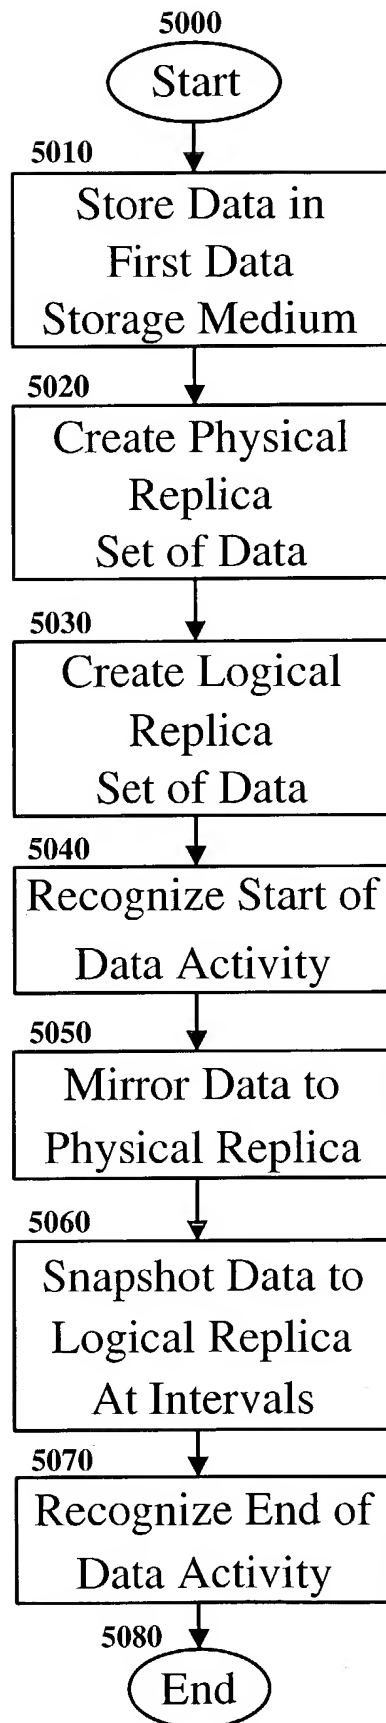 5000
Start
5010
Store Data in
First Data
Storage Medium
5020
Create Physical
Replica
Set of Data
5030
Create Logical
Replica
Set of Data
5040
Recognize Start of
Data Activity
5050
Mirror Data to
Physical Replica
5060
Snapshot Data to
Logical Replica
At Intervals
5070
Recognize End of
Data Activity
5080
End